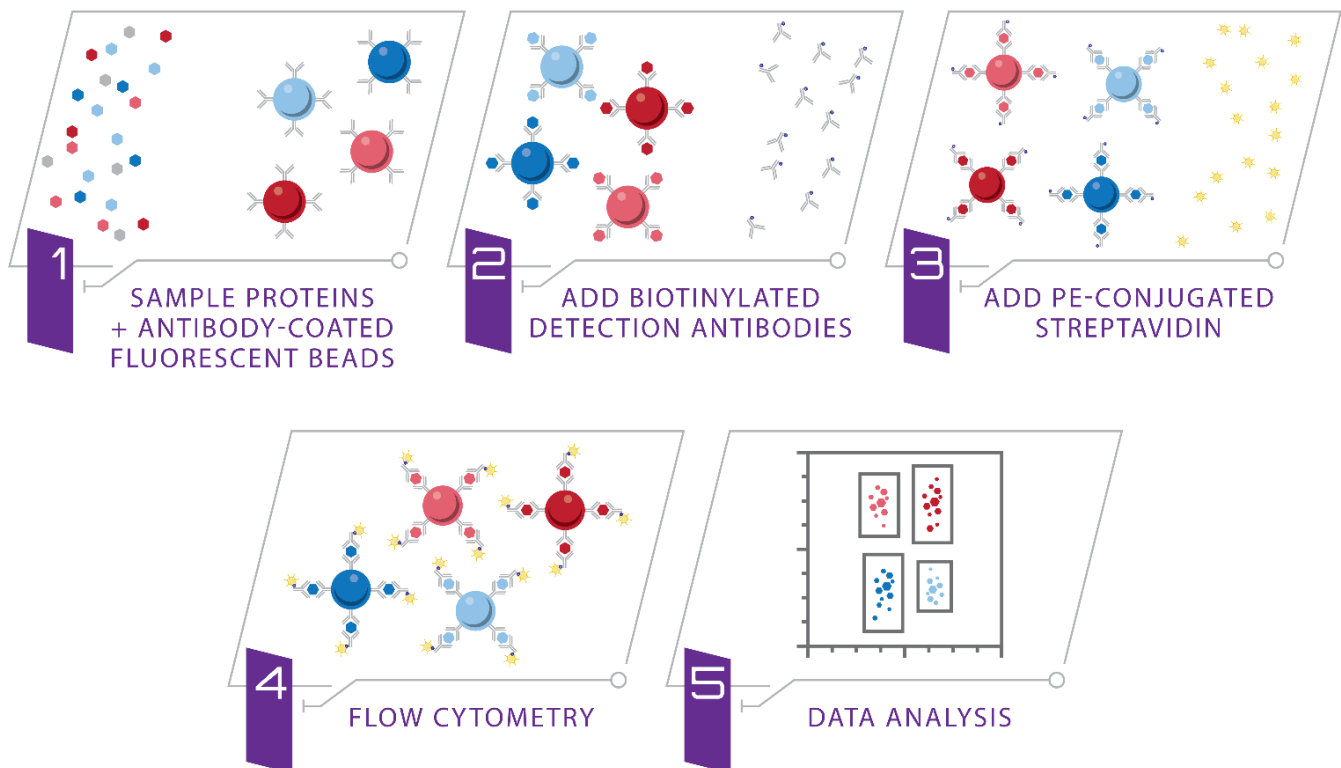 1
SAMPLE PROTEINS
+ ANTIBODY-COATED
FLUORESCENT BEADS
2
ADD BIOTINYLATED
DETECTION ANTIBODIES
3
ADD PE-CONJUGATED
STREPTAVIDIN
4
FLOW CYTOMETRY
5
DATA ANALYSIS